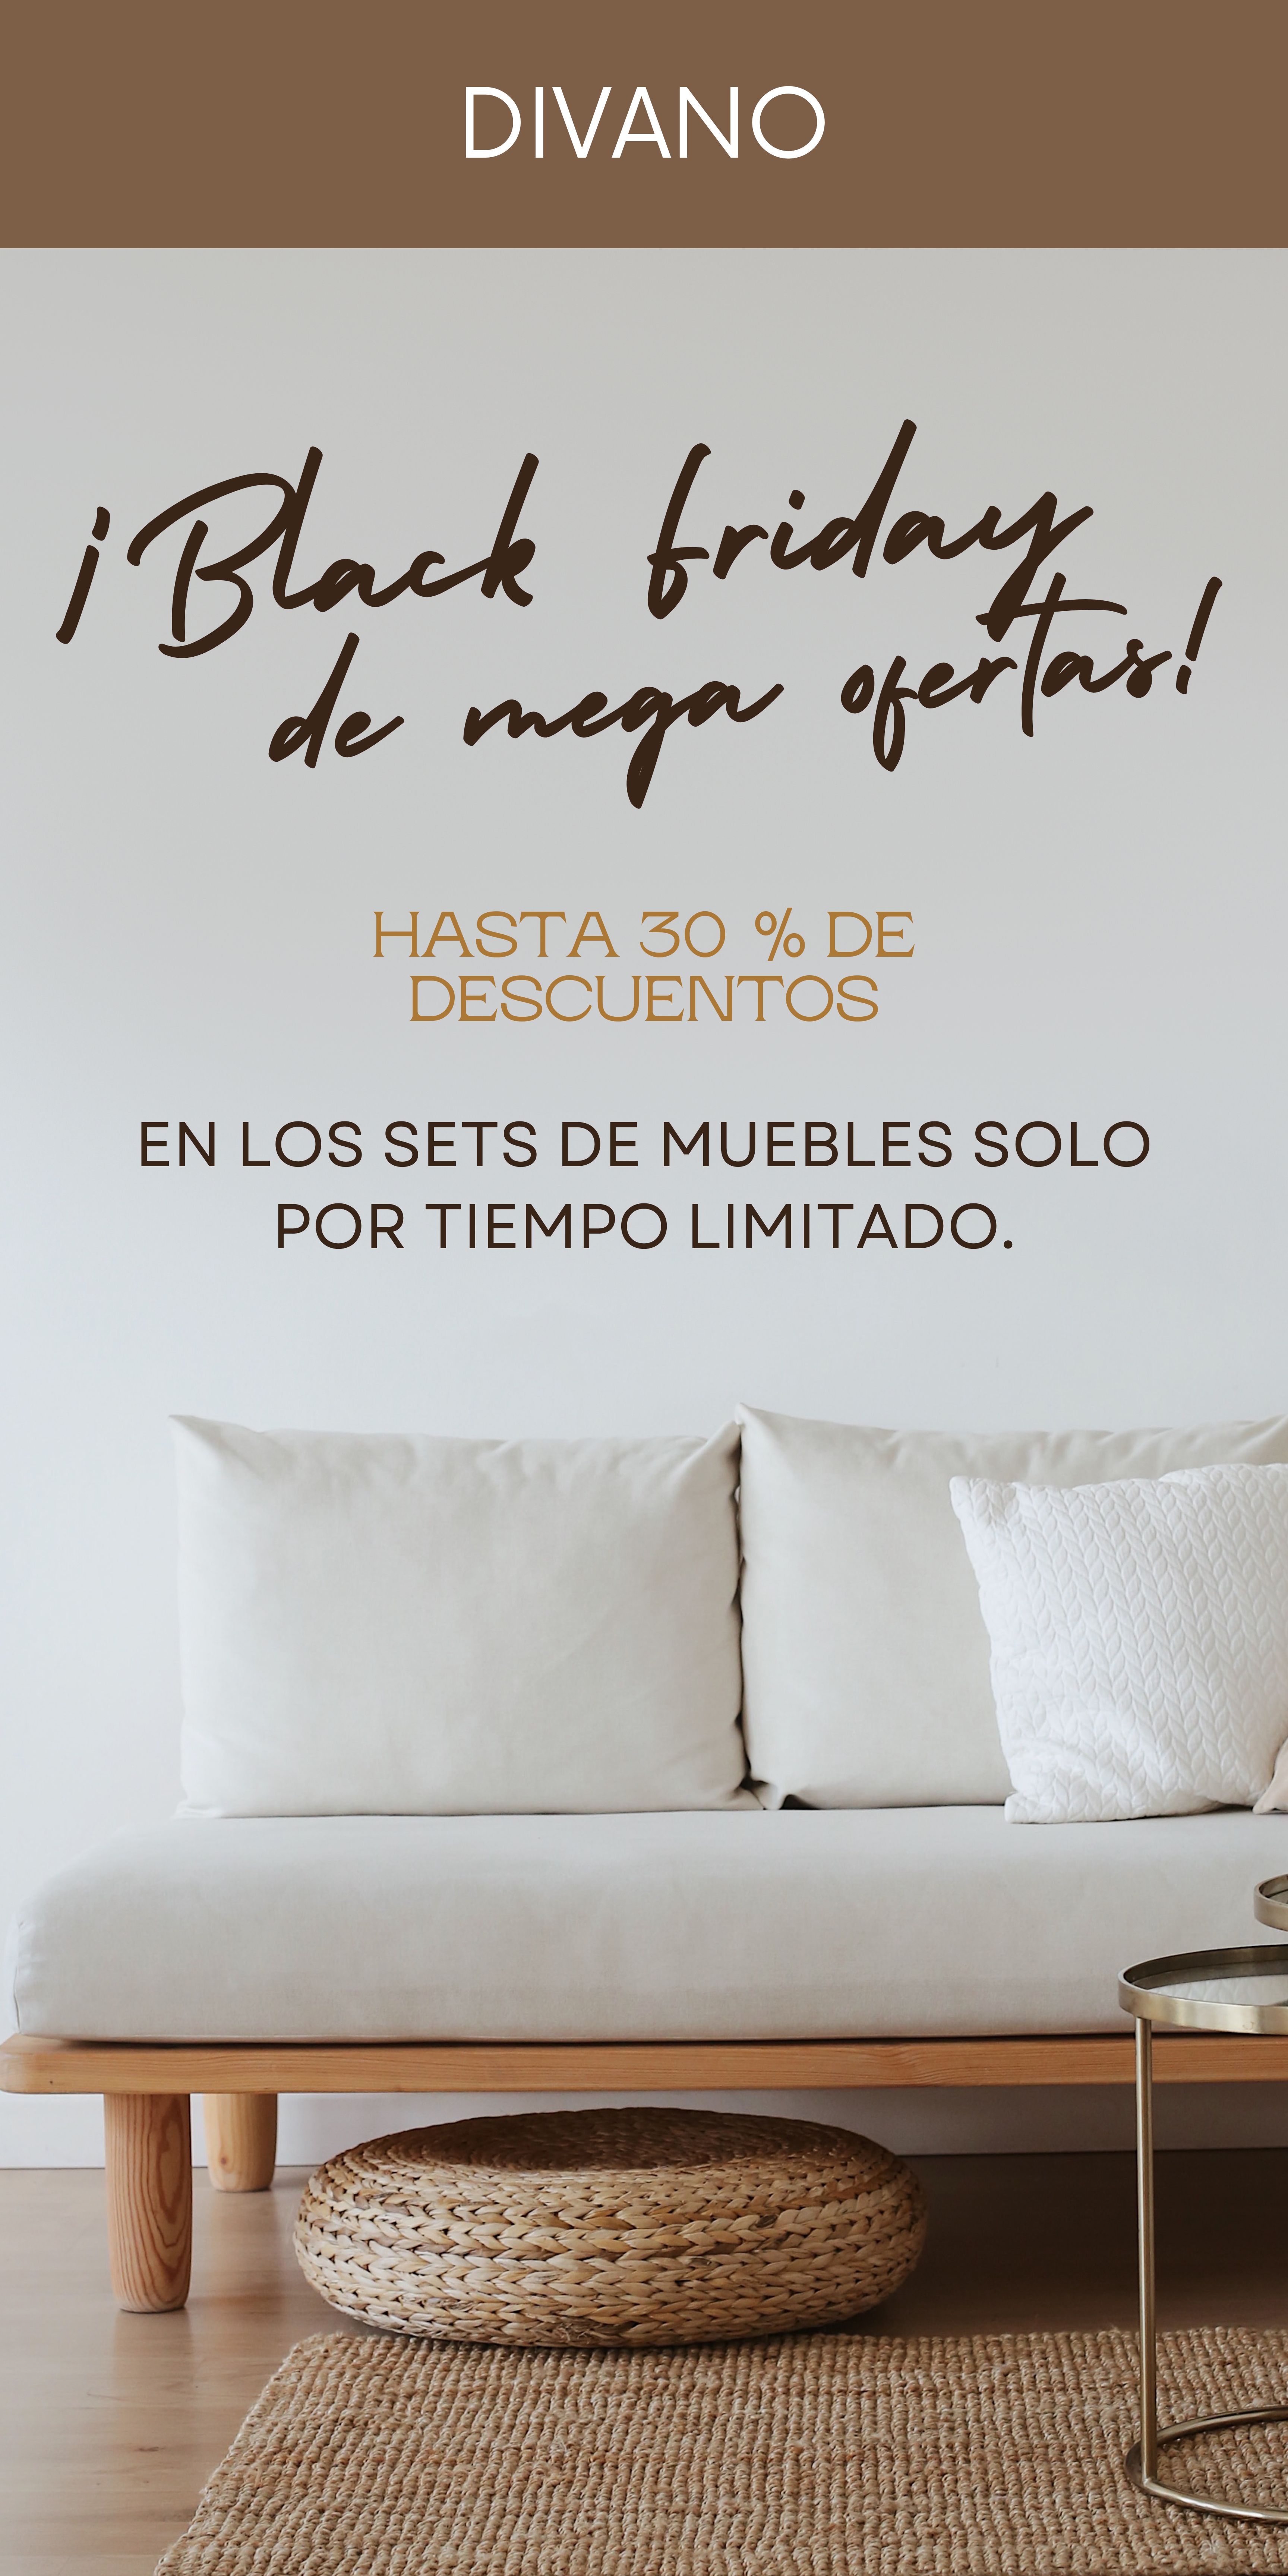 DIVANO
¡Black friday
de mega ofertas!
HASTA 30 % DE
DESCUENTOS
EN LOS SETS DE MUEBLES SOLO
POR TIEMPO LIMITADO.